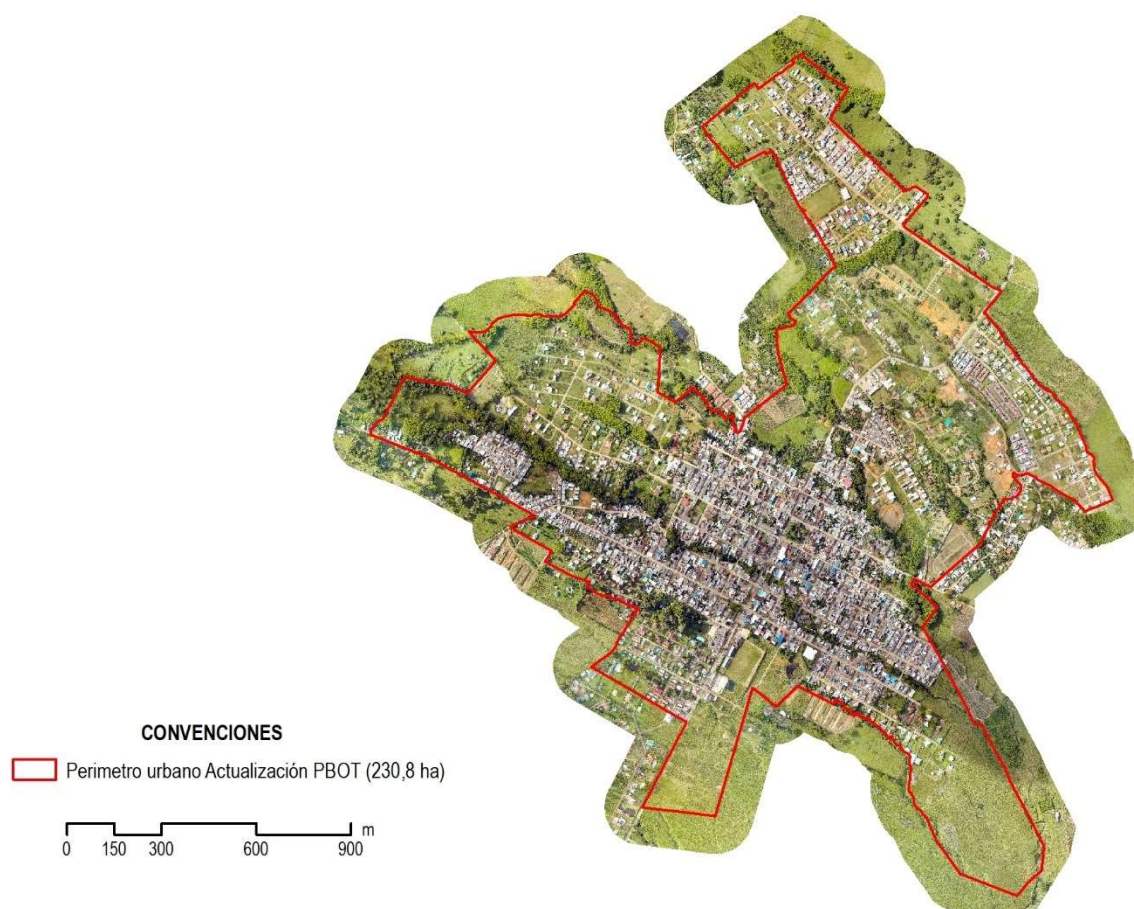 CONVENCIONES
Perimetro urbano Actualización PBOT (230,8 ha)
m
0 150 300 600 900